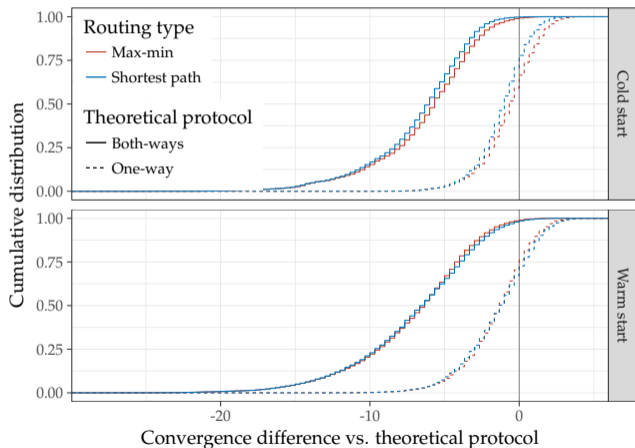 1.00
0.75
0.50
0.25
0.00
Routing type
Max-min
Shortest path
Theoretical protocol
Both-ways
One-way
Cold start
1.00
0.75
0.50
0.25
0.00
Warm start
Cumulative distribution
-20
-10
0
Convergence difference vs. theoretical protocol